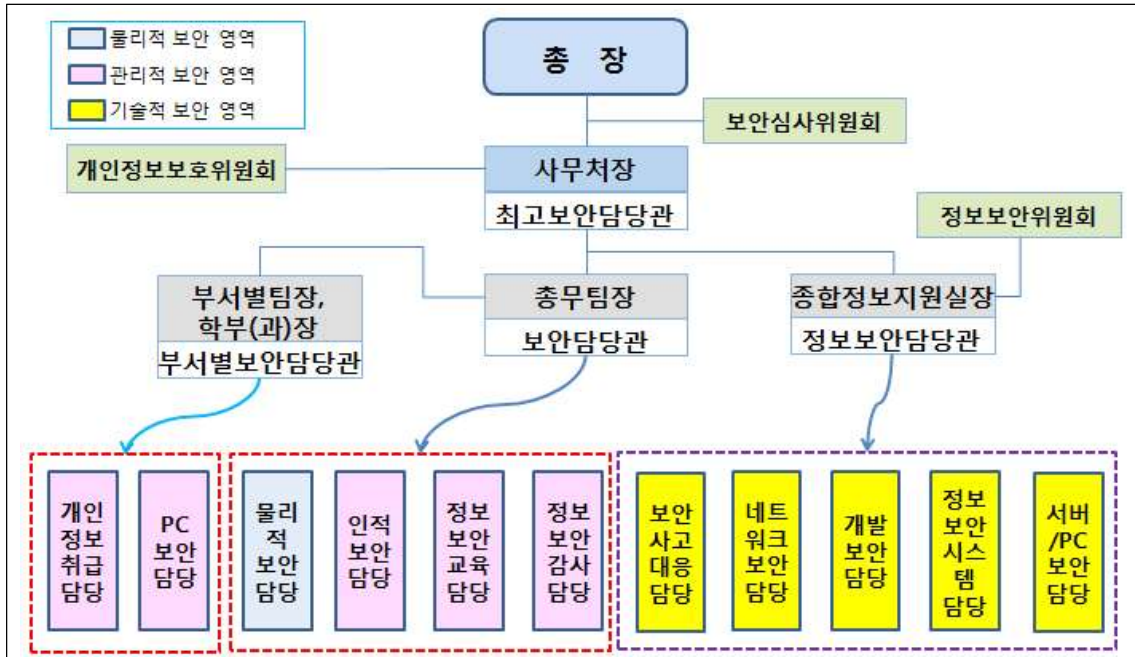 물리적 보안 영역
관리적 보안 영역
기술적 보안 영역
총 장
보안심사위원회
개인정보보호위원회
사무처장
최고보안담당관
정보보안위원회
부서별팀장,
학부(과)장
부서별보안담당관
총무팀장
보안담당관
종합정보지원실장
정보보안담당관
개인
정보
취급
담당
PC
보안
담당
물리
적
보안
담당
인적
보안
담당
정보
보안
교육
담당
정보
보안
감사
담당
보안
사고
대응
담당
네트
워크
보안
담당
개발
보안
담당
정보
보안
시스
템
담당
서버
/PC
보안
담당